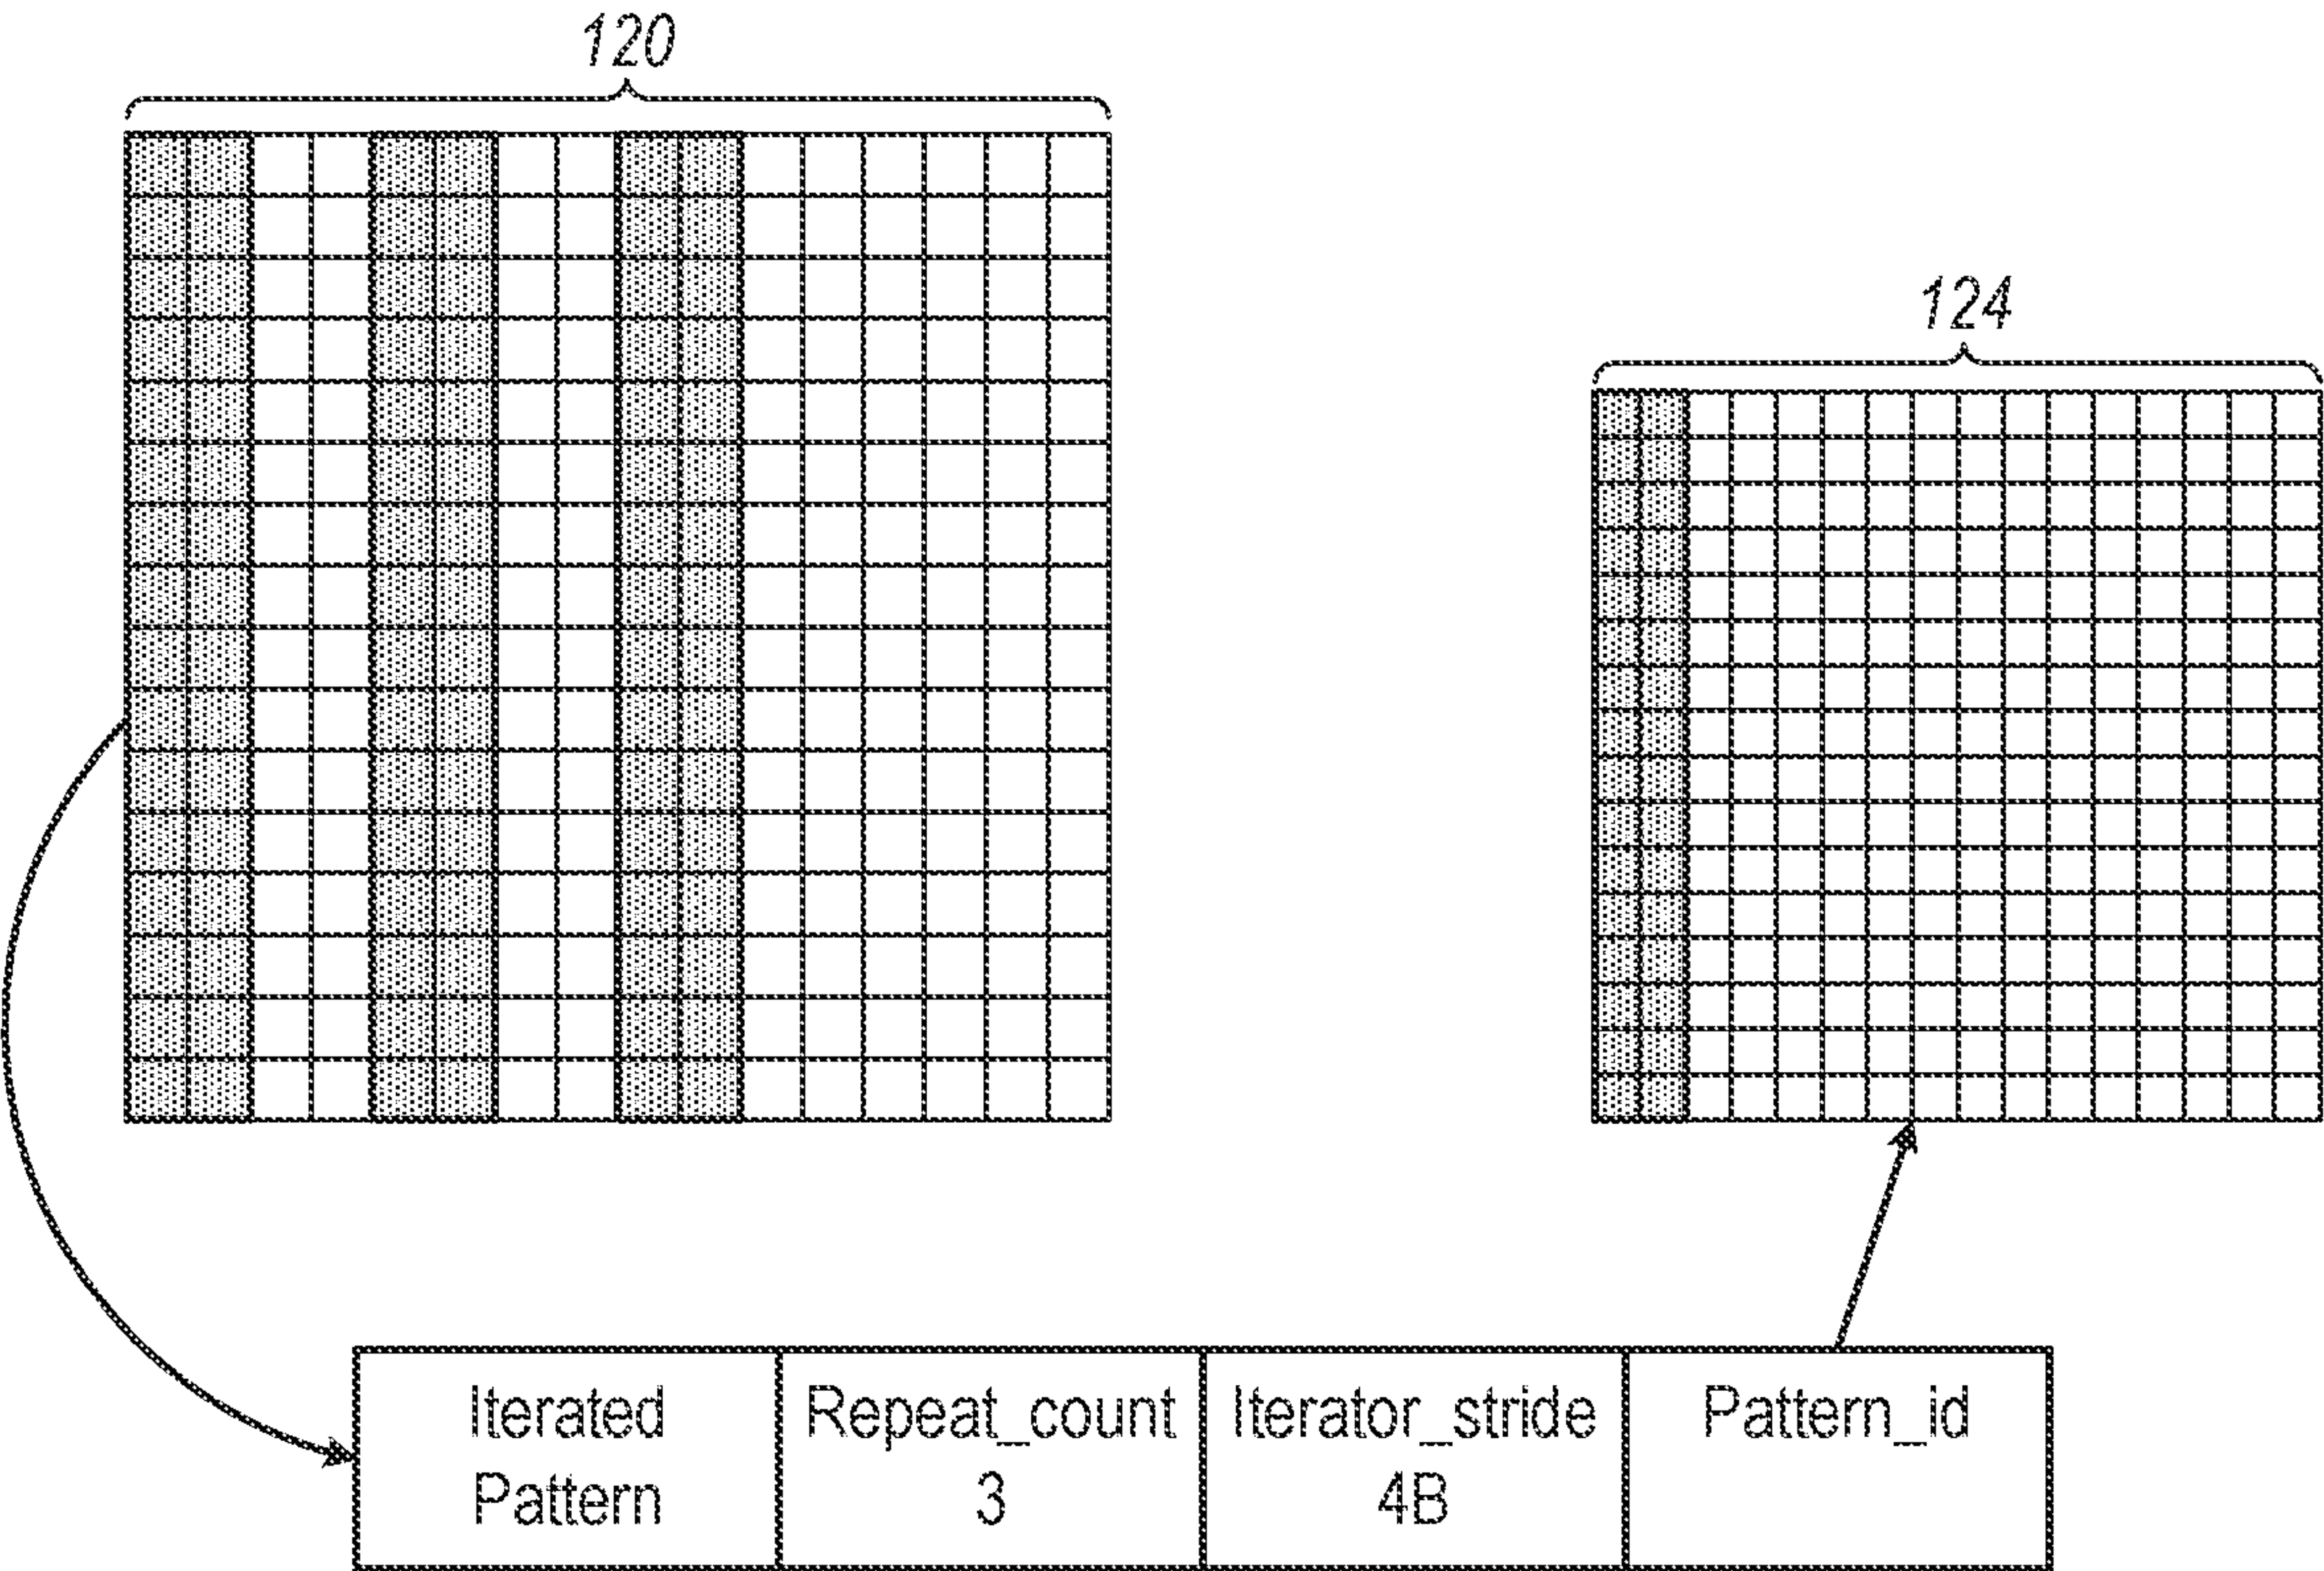 120
124
Iterated
Pattern
Repeat_count
3
Iterator_stride
4B
Pattern_id